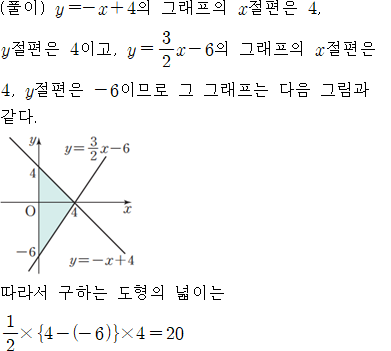 (풀이) y=-x+4의 그래프의 x절편은 4,
y절편은 4이고, y=3/2x-6의 그래프의 x절편은
4, y절편은 -6이므로 그 그래프는 다음 그림과
같다.
y
y=3/2x-6
4
O
4
x
-6
y=-x+4
따라서 구하는 도형의 넓이는
1/2×{4-(-6)}×4=20